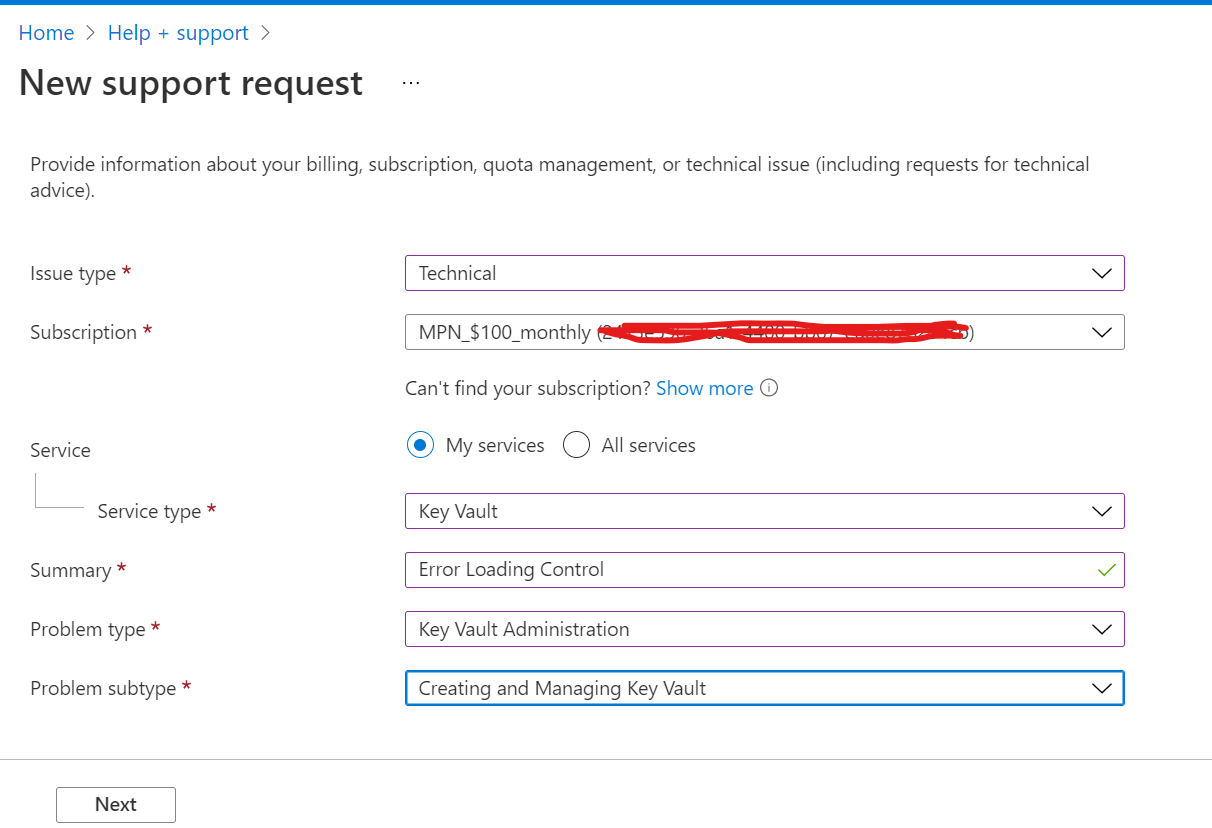 Home > Help + support >
New support request ...
Provide information about your billing, subscription, quota management, or technical issue (including requests for technical
advice).
Issue type * Technical
Subscription * MPN_$100_monthly (
Can't find your subscription? Show more
Service My services All services
Service type * Key Vault
Summary * Error Loading Control
Problem type * Key Vault Administration
Problem subtype * Creating and Managing Key Vault
Next